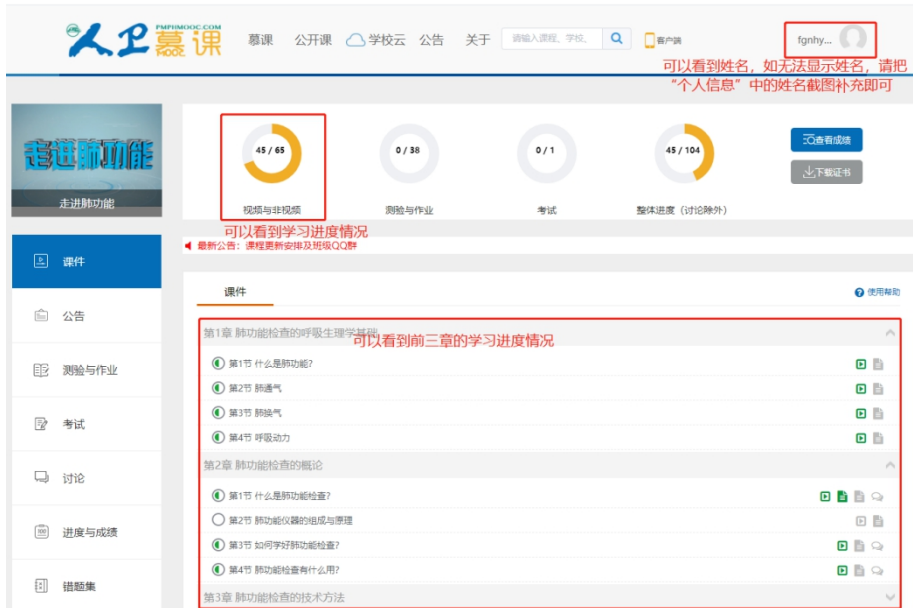 PMPHMOOC.COM
人卫慕课
慕课 公开课 学校云 公告 关于 请输入课程、学校, 客户端 fgnhy...
可以看到姓名，如无法显示姓名，请把
“个人信息”中的姓名截图补充即可
走进肺功能
走进肺功能
45 / 65
0 / 38
0 / 1
45 / 104
查看成绩
下载证书
视频与非视频
测验与作业
考试
整体进度（讨论除外）
可以看到学习进度情况
最新公告：课程更新安排及班级QQ群
课件
公告
测验与作业
考试
讨论
进度与成绩
错题集
课件
使用帮助
第1章 肺功能检查的呼吸生理学基础
可以看到前三章的学习进度情况
第1节 什么是肺功能?
第2节 肺通气
第3节 肺换气
第4节 呼吸动力
第2章 肺功能检查的概论
第1节 什么是肺功能检查?
第2节 肺功能仪器的组成与原理
第3节 如何学好肺功能检查?
第4节 肺功能检查有什么用?
第3章 肺功能检查的技术方法